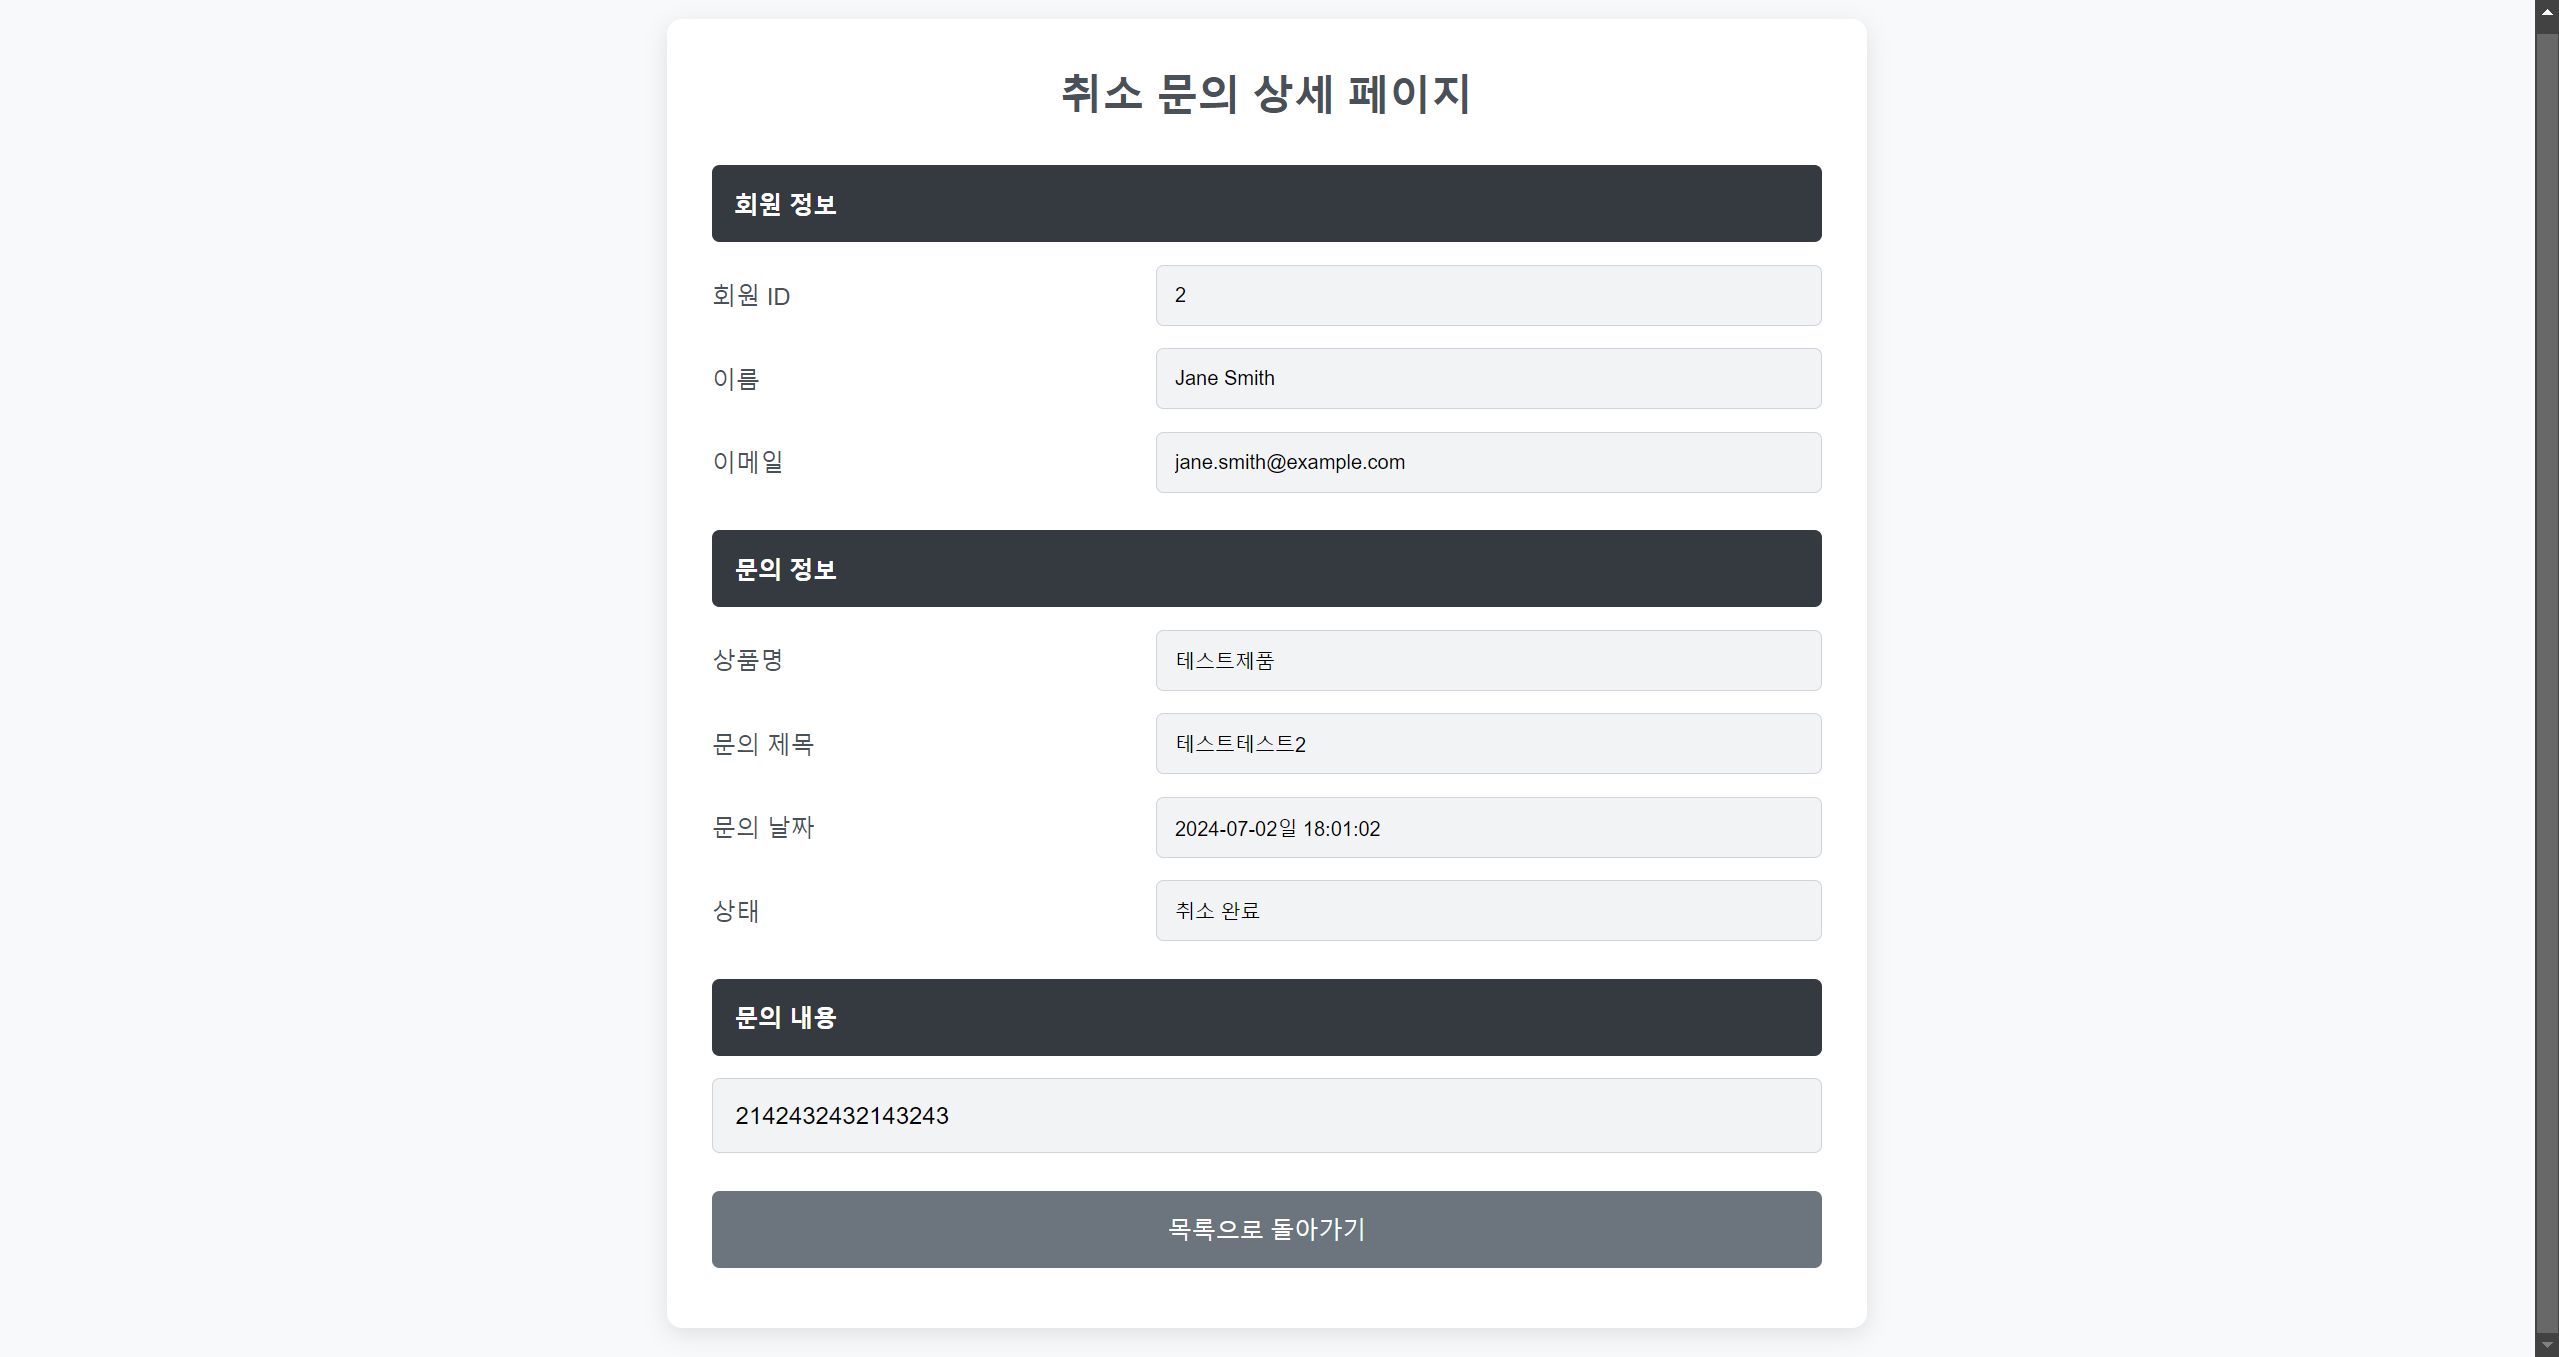 취소 문의 상세 페이지
회원 정보
회원 ID
2
이름
Jane Smith
이메일
jane.smith@example.com
문의 정보
상품명
테스트제품
문의 제목
테스트테스트2
문의 날짜
2024-07-02일 18:01:02
상태
취소 완료
문의 내용
2142432432143243
목록으로 돌아가기